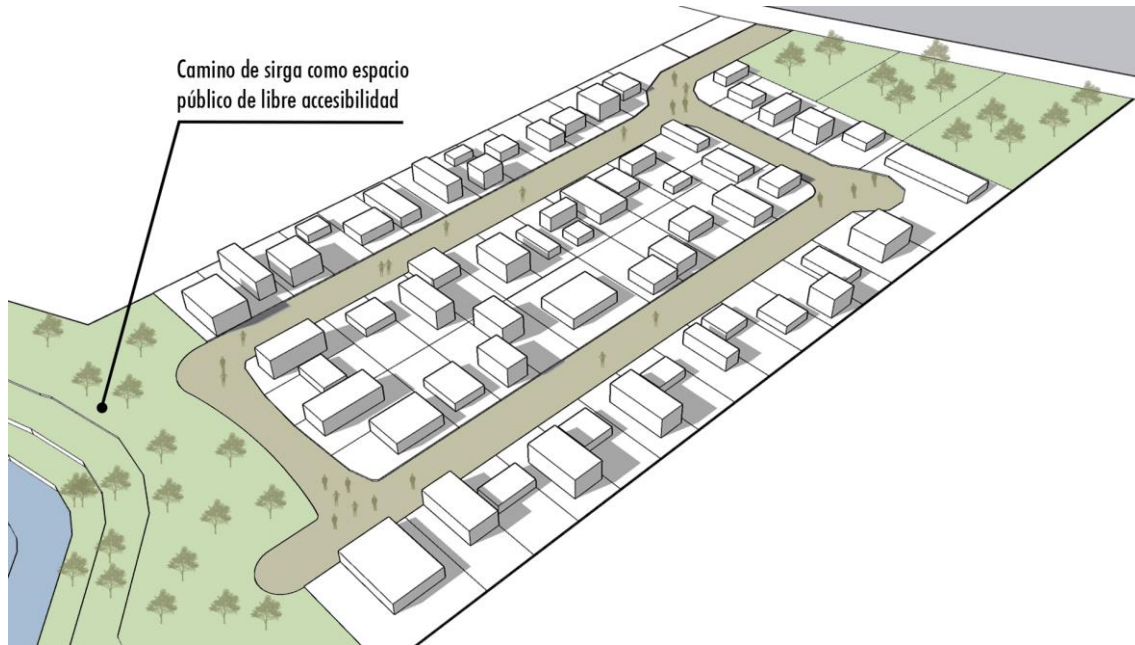 Camino de sirga como espacio
público de libre accesibilidad